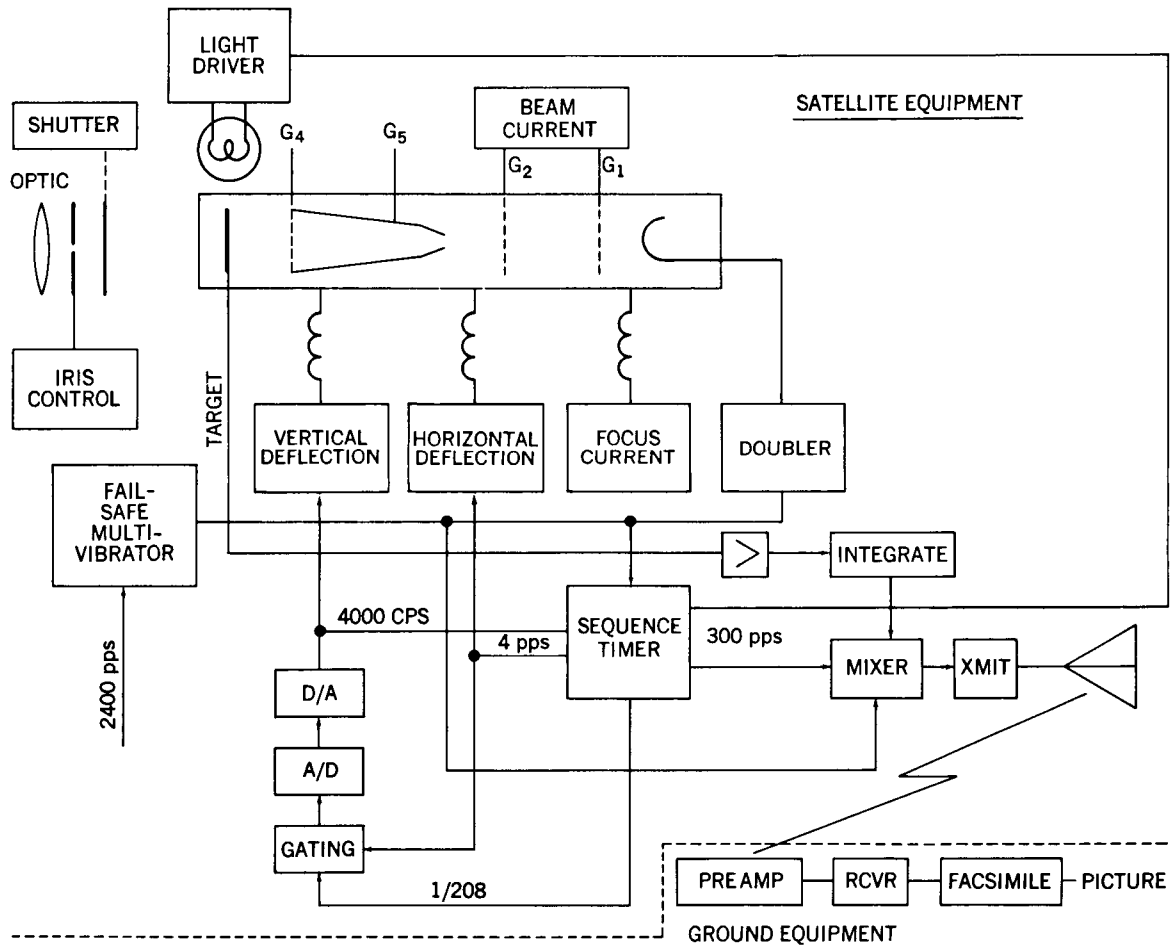 LIGHT
DRIVER
SATELLITE EQUIPMENT
BEAM
CURRENT
SHUTTER
G4
G5
G2
G1
OPTIC
IRIS
CONTROL
TARGET
VERTICAL
DEFLECTION
HORIZONTAL
DEFLECTION
FOCUS
CURRENT
DOUBLER
FAIL-
SAFE
MULTI-
VIBRATOR
INTEGRATE
4000 CPS
SEQUENCE
TIMER
4 pps
300 pps
MIXER
XMIT
2400 pps
D/A
A/D
GATING
1/208
PREAMP
RCVR
FACSIMILE
PICTURE
GROUND EQUIPMENT